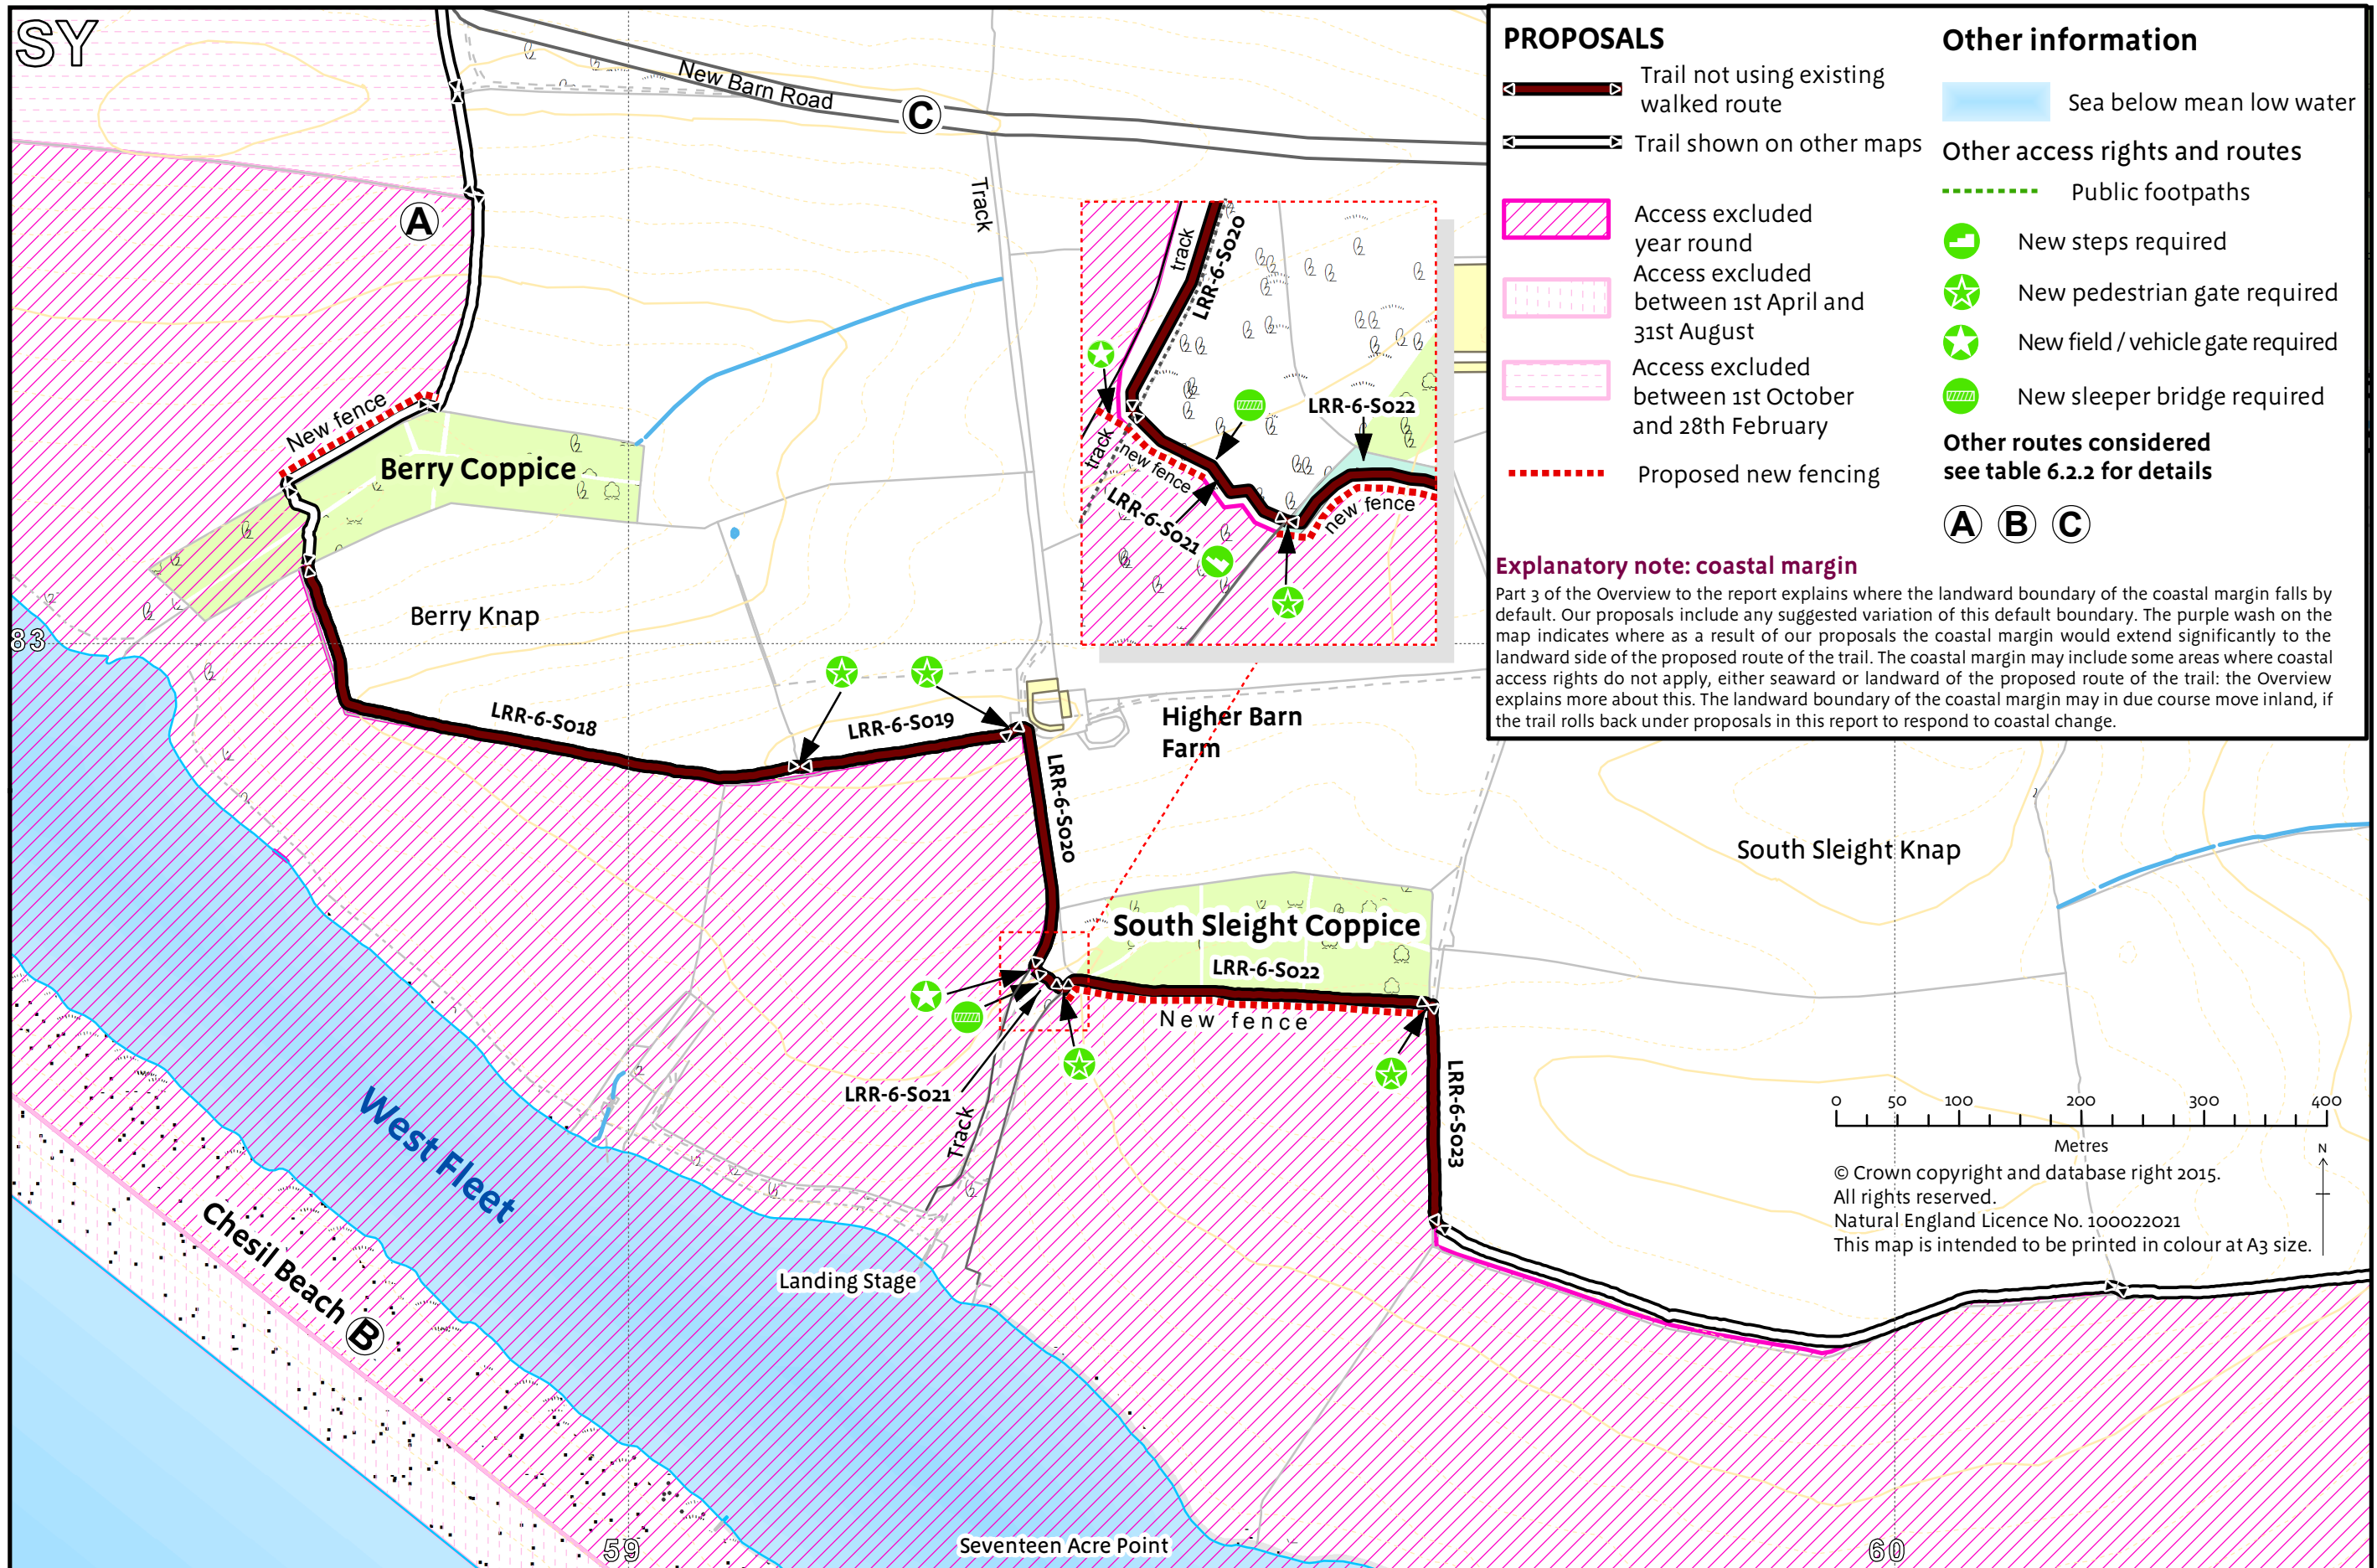 SY
New Barn Road
C
Track
A
New fence
Berry Coppice
83
Berry Knap
LRR-6-S018
LRR-6-S019
Higher Barn
Farm
LRR-6-S020
track
LRR-6-S020
LRR-6-S022
track
new fence
LRR-6-S021
new fence
South Sleight Coppice
LRR-6-S022
New fence
South Sleight Knap
LRR-6-S021
LRR-6-S023
Track
West Fleet
Chesil Beach
B
Landing Stage
Seventeen Acre Point
59
60
PROPOSALS
Trail not using existing
walked route
Trail shown on other maps
Access excluded
year round
Access excluded
between 1st April and
31st August
Access excluded
between 1st October
and 28th February
Proposed new fencing
Other information
Sea below mean low water
Other access rights and routes
Public footpaths
New steps required
New pedestrian gate required
New field / vehicle gate required
New sleeper bridge required
Other routes considered
see table 6.2.2 for details
A B C
Explanatory note: coastal margin
Part 3 of the Overview to the report explains where the landward boundary of the coastal margin falls by
default. Our proposals include any suggested variation of this default boundary. The purple wash on the
map indicates where as a result of our proposals the coastal margin would extend significantly to the
landward side of the proposed route of the trail. The coastal margin may include some areas where coastal
access rights do not apply, either seaward or landward of the proposed route of the trail: the Overview
explains more about this. The landward boundary of the coastal margin may in due course move inland, if
the trail rolls back under proposals in this report to respond to coastal change.
0 50 100 200 300 400
Metres
N
© Crown copyright and database right 2015.
All rights reserved.
Natural England Licence No. 100022021
This map is intended to be printed in colour at A3 size.